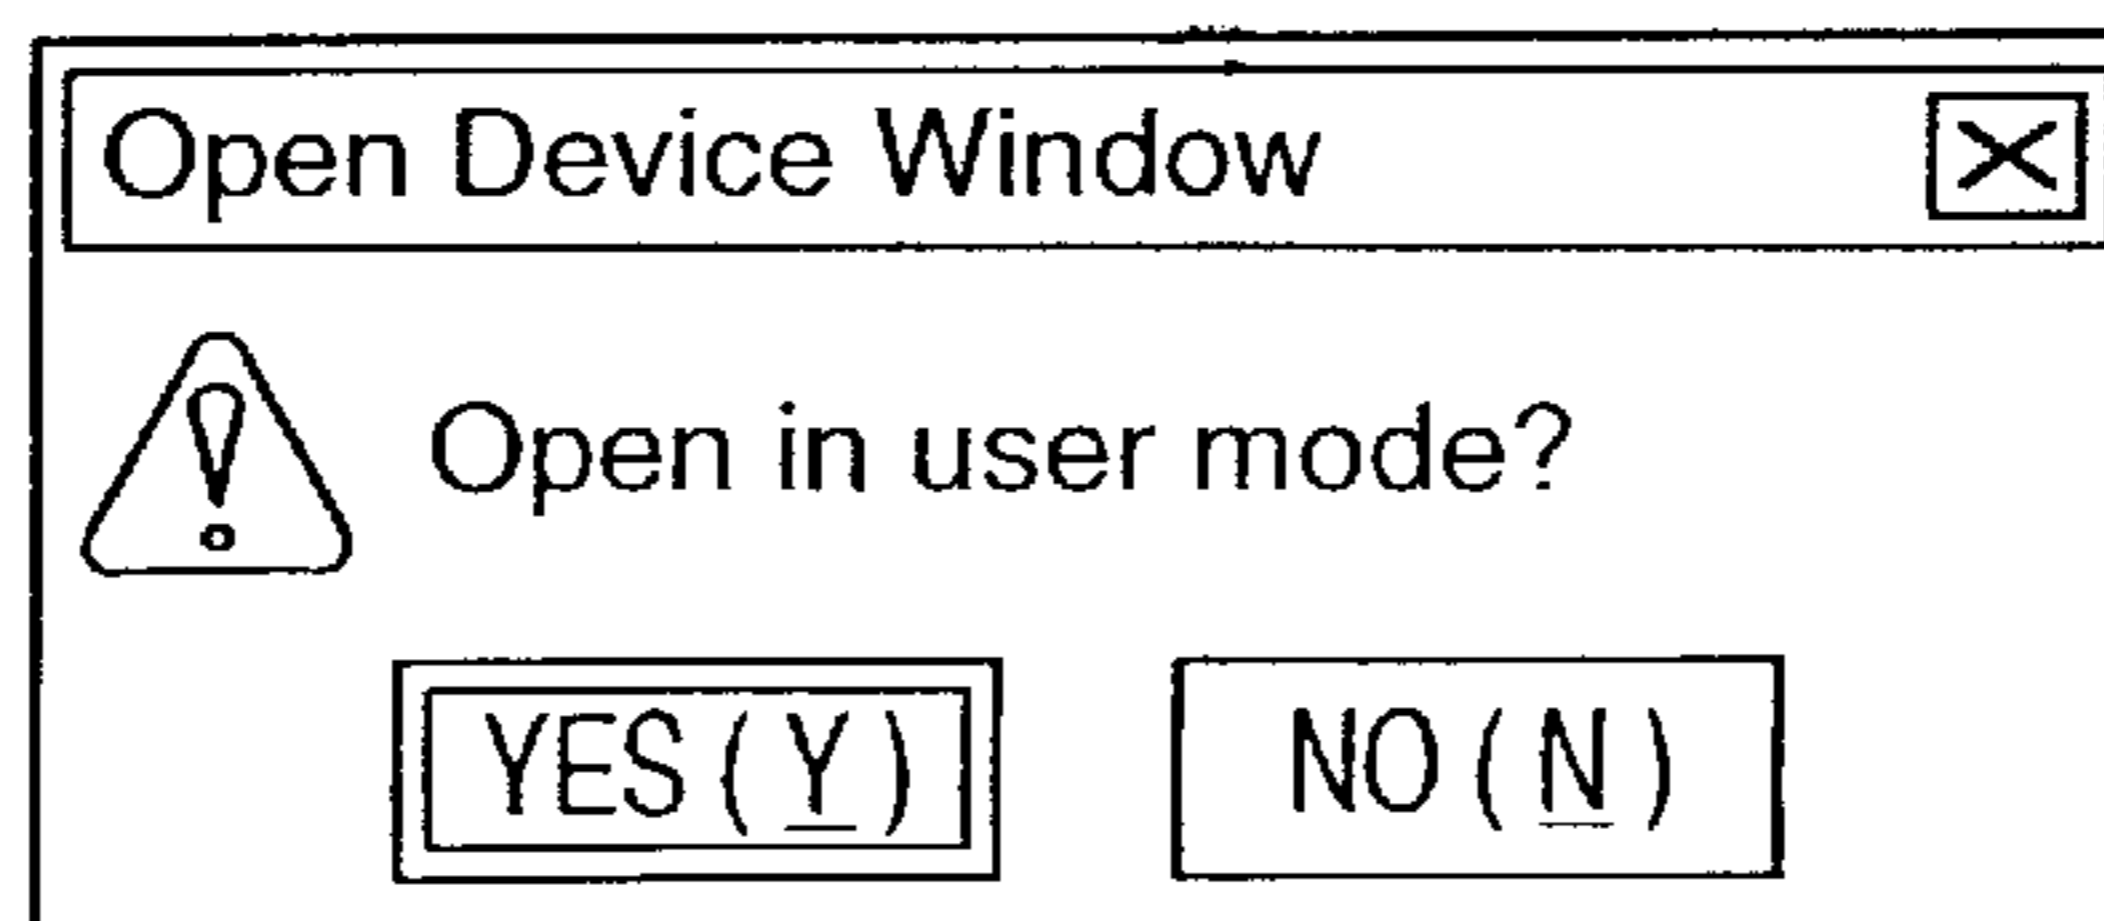 Open Device Window
Open in user mode?
YES(Y) NO(N)